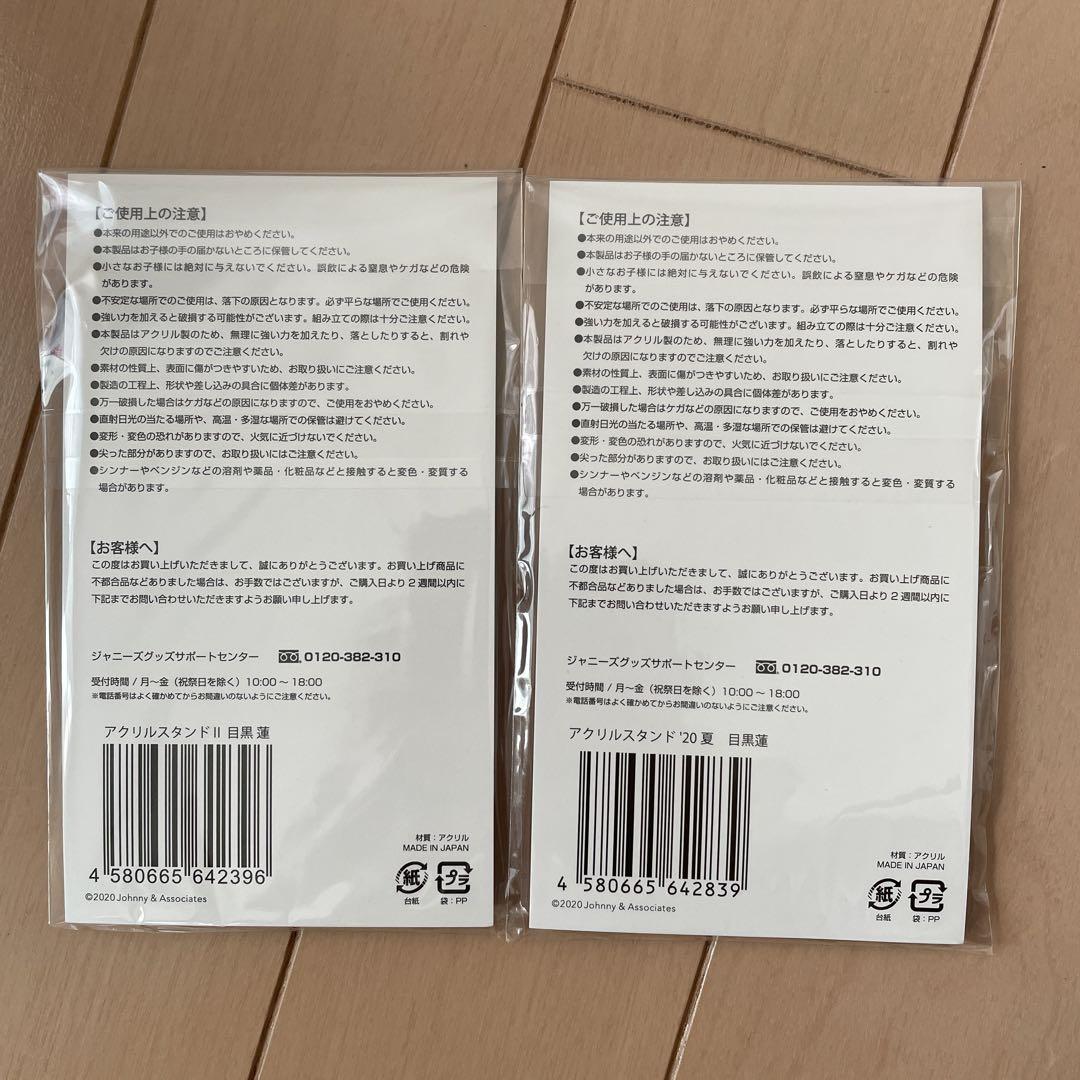 【ご使用上の注意】
●本来の用途以外でのご使用はおやめください。
●本製品はお子様の手の届かないところに保管してください。
●小さなお子様には絶対に与えないでください。誤飲による窒息やケガなどの危険
があります。
●不安定な場所でのご使用は、落下の原因となります。必ず平らな場所でご使用ください。
●強い力を加えると破損する可能性がございます。組み立ての際は十分ご注意ください。
●本製品はアクリル製のため、無理に強い力を加えたり、落としたりすると、割れや
欠けの原因になりますのでご注意ください。
●素材の性質上、表面に傷がつきやすいため、お取り扱いにご注意ください。
●製造の工程上、形状や差し込みの具合に個体差があります。
●万一破損した場合はケガなどの原因になりますので、ご使用をおやめください。
●直射日光の当たる場所や、高温・多湿な場所での保管は避けてください。
●変形・変色の恐れがありますので、火気に近づけないでください。
●尖った部分がありますので、お取り扱いにはご注意ください。
●シンナーやベンジンなどの溶剤や薬品・化粧品などと接触すると変色・変質する
場合があります。
【お客様へ】
この度はお買い上げいただきまして、誠にありがとうございます。お買い上げ商品に
不都合品などありました場合は、お手数ではございますが、ご購入日より2週間以内に
下記までお問い合わせいただきますようお願い申し上げます。
ジャニーズグッズサポートセンター 0120-382-310
受付時間 / 月～金（祝祭日を除く）10:00～18:00
※電話番号はよく確かめてからお間違いのないようにご注意ください。
アクリルスタンドⅡ 目黒 蓮
4 580665 642396
©2020 Johnny & Associates
材質：アクリル
MADE IN JAPAN
紙
台紙
プラ
袋：PP
【ご使用上の注意】
●本来の用途以外でのご使用はおやめください。
●本製品はお子様の手の届かないところに保管してください。
●小さなお子様には絶対に与えないでください。誤飲による窒息やケガなどの危険
があります。
●不安定な場所でのご使用は、落下の原因となります。必ず平らな場所でご使用ください。
●強い力を加えると破損する可能性がございます。組み立ての際は十分ご注意ください。
●本製品はアクリル製のため、無理に強い力を加えたり、落としたりすると、割れや
欠けの原因になりますのでご注意ください。
●素材の性質上、表面に傷がつきやすいため、お取り扱いにご注意ください。
●製造の工程上、形状や差し込みの具合に個体差があります。
●万一破損した場合はケガなどの原因になりますので、ご使用をおやめください。
●直射日光の当たる場所や、高温・多湿な場所での保管は避けてください。
●変形・変色の恐れがありますので、火気に近づけないでください。
●尖った部分がありますので、お取り扱いにはご注意ください。
●シンナーやベンジンなどの溶剤や薬品・化粧品などと接触すると変色・変質する
場合があります。
【お客様へ】
この度はお買い上げいただきまして、誠にありがとうございます。お買い上げ商品に
不都合品などありました場合は、お手数ではございますが、ご購入日より2週間以内に
下記までお問い合わせいただきますようお願い申し上げます。
ジャニーズグッズサポートセンター 0120-382-310
受付時間 / 月～金（祝祭日を除く）10:00～18:00
※電話番号はよく確かめてからお間違いのないようにご注意ください。
アクリルスタンド '20 夏　目黒蓮
4 580665 642839
©2020 Johnny & Associates
材質：アクリル
MADE IN JAPAN
紙
台紙
プラ
袋：PP